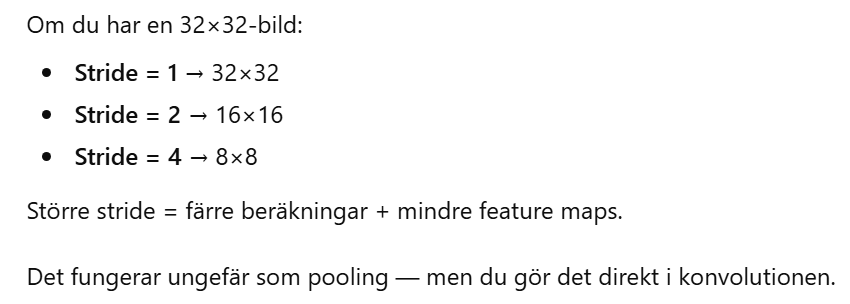 Om du har en 32×32-bild:
• Stride = 1 → 32×32
• Stride = 2 → 16×16
• Stride = 4 → 8×8
Större stride = färre beräkningar + mindre feature maps.
Det fungerar ungefär som pooling — men du gör det direkt i konvolutionen.